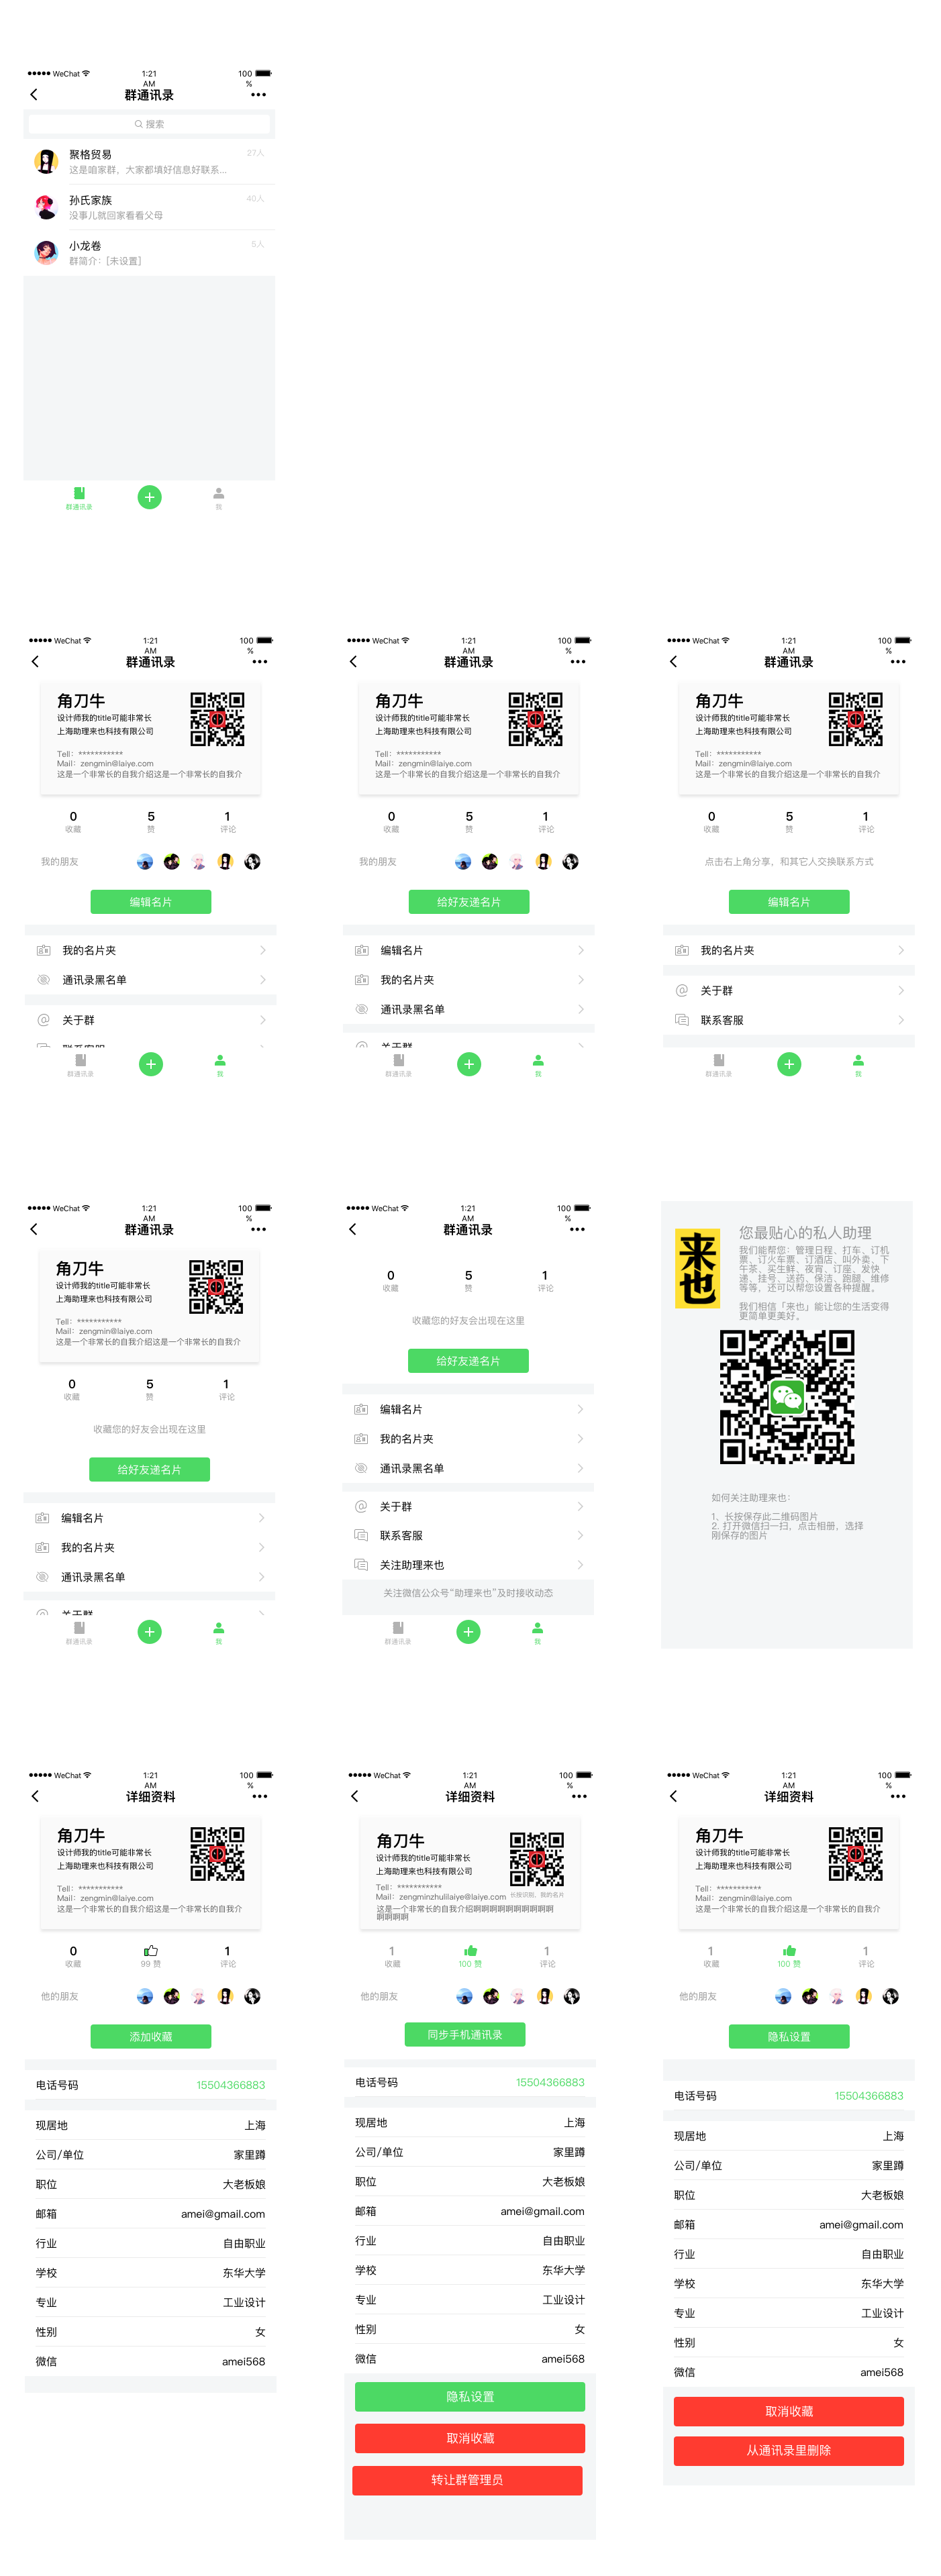 WeChat 1:21 AM 100 %
群通讯录
搜索
聚格贸易 27人
这是咱家群，大家都填好信息好联系...
孙氏家族 40人
没事儿就回家看看父母
小龙卷 5人
群简介：[未设置]
群通讯录 我
WeChat 1:21 AM 100 %
群通讯录
角刀牛
设计师我的title可能非常长
上海助理来也科技有限公司
Tell： ***********
Mail： zengmin@laiye.com
这是一个非常长的自我介绍这是一个非常长的自我介
0 5 1
收藏 赞 评论
我的朋友
编辑名片
我的名片夹
通讯录黑名单
关于群
联系客服
群通讯录 我
WeChat 1:21 AM 100 %
群通讯录
角刀牛
设计师我的title可能非常长
上海助理来也科技有限公司
Tell： ***********
Mail： zengmin@laiye.com
这是一个非常长的自我介绍这是一个非常长的自我介
0 5 1
收藏 赞 评论
我的朋友
给好友递名片
编辑名片
我的名片夹
通讯录黑名单
关于群
群通讯录 我
WeChat 1:21 AM 100 %
群通讯录
角刀牛
设计师我的title可能非常长
上海助理来也科技有限公司
Tell： ***********
Mail： zengmin@laiye.com
这是一个非常长的自我介绍这是一个非常长的自我介
0 5 1
收藏 赞 评论
点击右上角分享，和其它人交换联系方式
编辑名片
我的名片夹
关于群
联系客服
群通讯录 我
WeChat 1:21 AM 100 %
群通讯录
角刀牛
设计师我的title可能非常长
上海助理来也科技有限公司
Tell： ***********
Mail： zengmin@laiye.com
这是一个非常长的自我介绍这是一个非常长的自我介
0 5 1
收藏 赞 评论
收藏您的好友会出现在这里
给好友递名片
编辑名片
我的名片夹
通讯录黑名单
关于群
群通讯录 我
WeChat 1:21 AM 100 %
群通讯录
0 5 1
收藏 赞 评论
收藏您的好友会出现在这里
给好友递名片
编辑名片
我的名片夹
通讯录黑名单
关于群
联系客服
关注助理来也
关注微信公众号“助理来也”及时接收动态
群通讯录 我
来也
您最贴心的私人助理
我们能帮您：管理日程、打车、订机
票、订火车票、订酒店、叫外卖、下
午茶、买生鲜、夜宵、订座、发快
递、挂号、送药、保洁、跑腿、维修
等等，还可以帮您设置各种提醒。
我们相信「来也」能让您的生活变得
更简单更美好。
如何关注助理来也：
1、长按保存此二维码图片
2. 打开微信扫一扫，点击相册，选择
刚保存的图片
WeChat 1:21 AM 100 %
详细资料
角刀牛
设计师我的title可能非常长
上海助理来也科技有限公司
Tell： ***********
Mail： zengmin@laiye.com
这是一个非常长的自我介绍这是一个非常长的自我介
0 1
收藏 99 赞 评论
他的朋友
添加收藏
电话号码 15504366883
现居地 上海
公司/单位 家里蹲
职位 大老板娘
邮箱 amei@gmail.com
行业 自由职业
学校 东华大学
专业 工业设计
性别 女
微信 amei568
WeChat 1:21 AM 100 %
详细资料
角刀牛
设计师我的title可能非常长
上海助理来也科技有限公司
Tell： ***********
Mail： zengminzhulilaiye@laiye.com 长按识别，我的名片
这是一个非常长的自我介绍啊啊啊啊啊啊啊啊啊啊
啊啊啊啊
1 1
收藏 100 赞 评论
他的朋友
同步手机通讯录
电话号码 15504366883
现居地 上海
公司/单位 家里蹲
职位 大老板娘
邮箱 amei@gmail.com
行业 自由职业
学校 东华大学
专业 工业设计
性别 女
微信 amei568
隐私设置
取消收藏
转让群管理员
WeChat 1:21 AM 100 %
详细资料
角刀牛
设计师我的title可能非常长
上海助理来也科技有限公司
Tell： ***********
Mail： zengmin@laiye.com
这是一个非常长的自我介绍这是一个非常长的自我介
1 1
收藏 100 赞 评论
他的朋友
隐私设置
电话号码 15504366883
现居地 上海
公司/单位 家里蹲
职位 大老板娘
邮箱 amei@gmail.com
行业 自由职业
学校 东华大学
专业 工业设计
性别 女
微信 amei568
取消收藏
从通讯录里删除